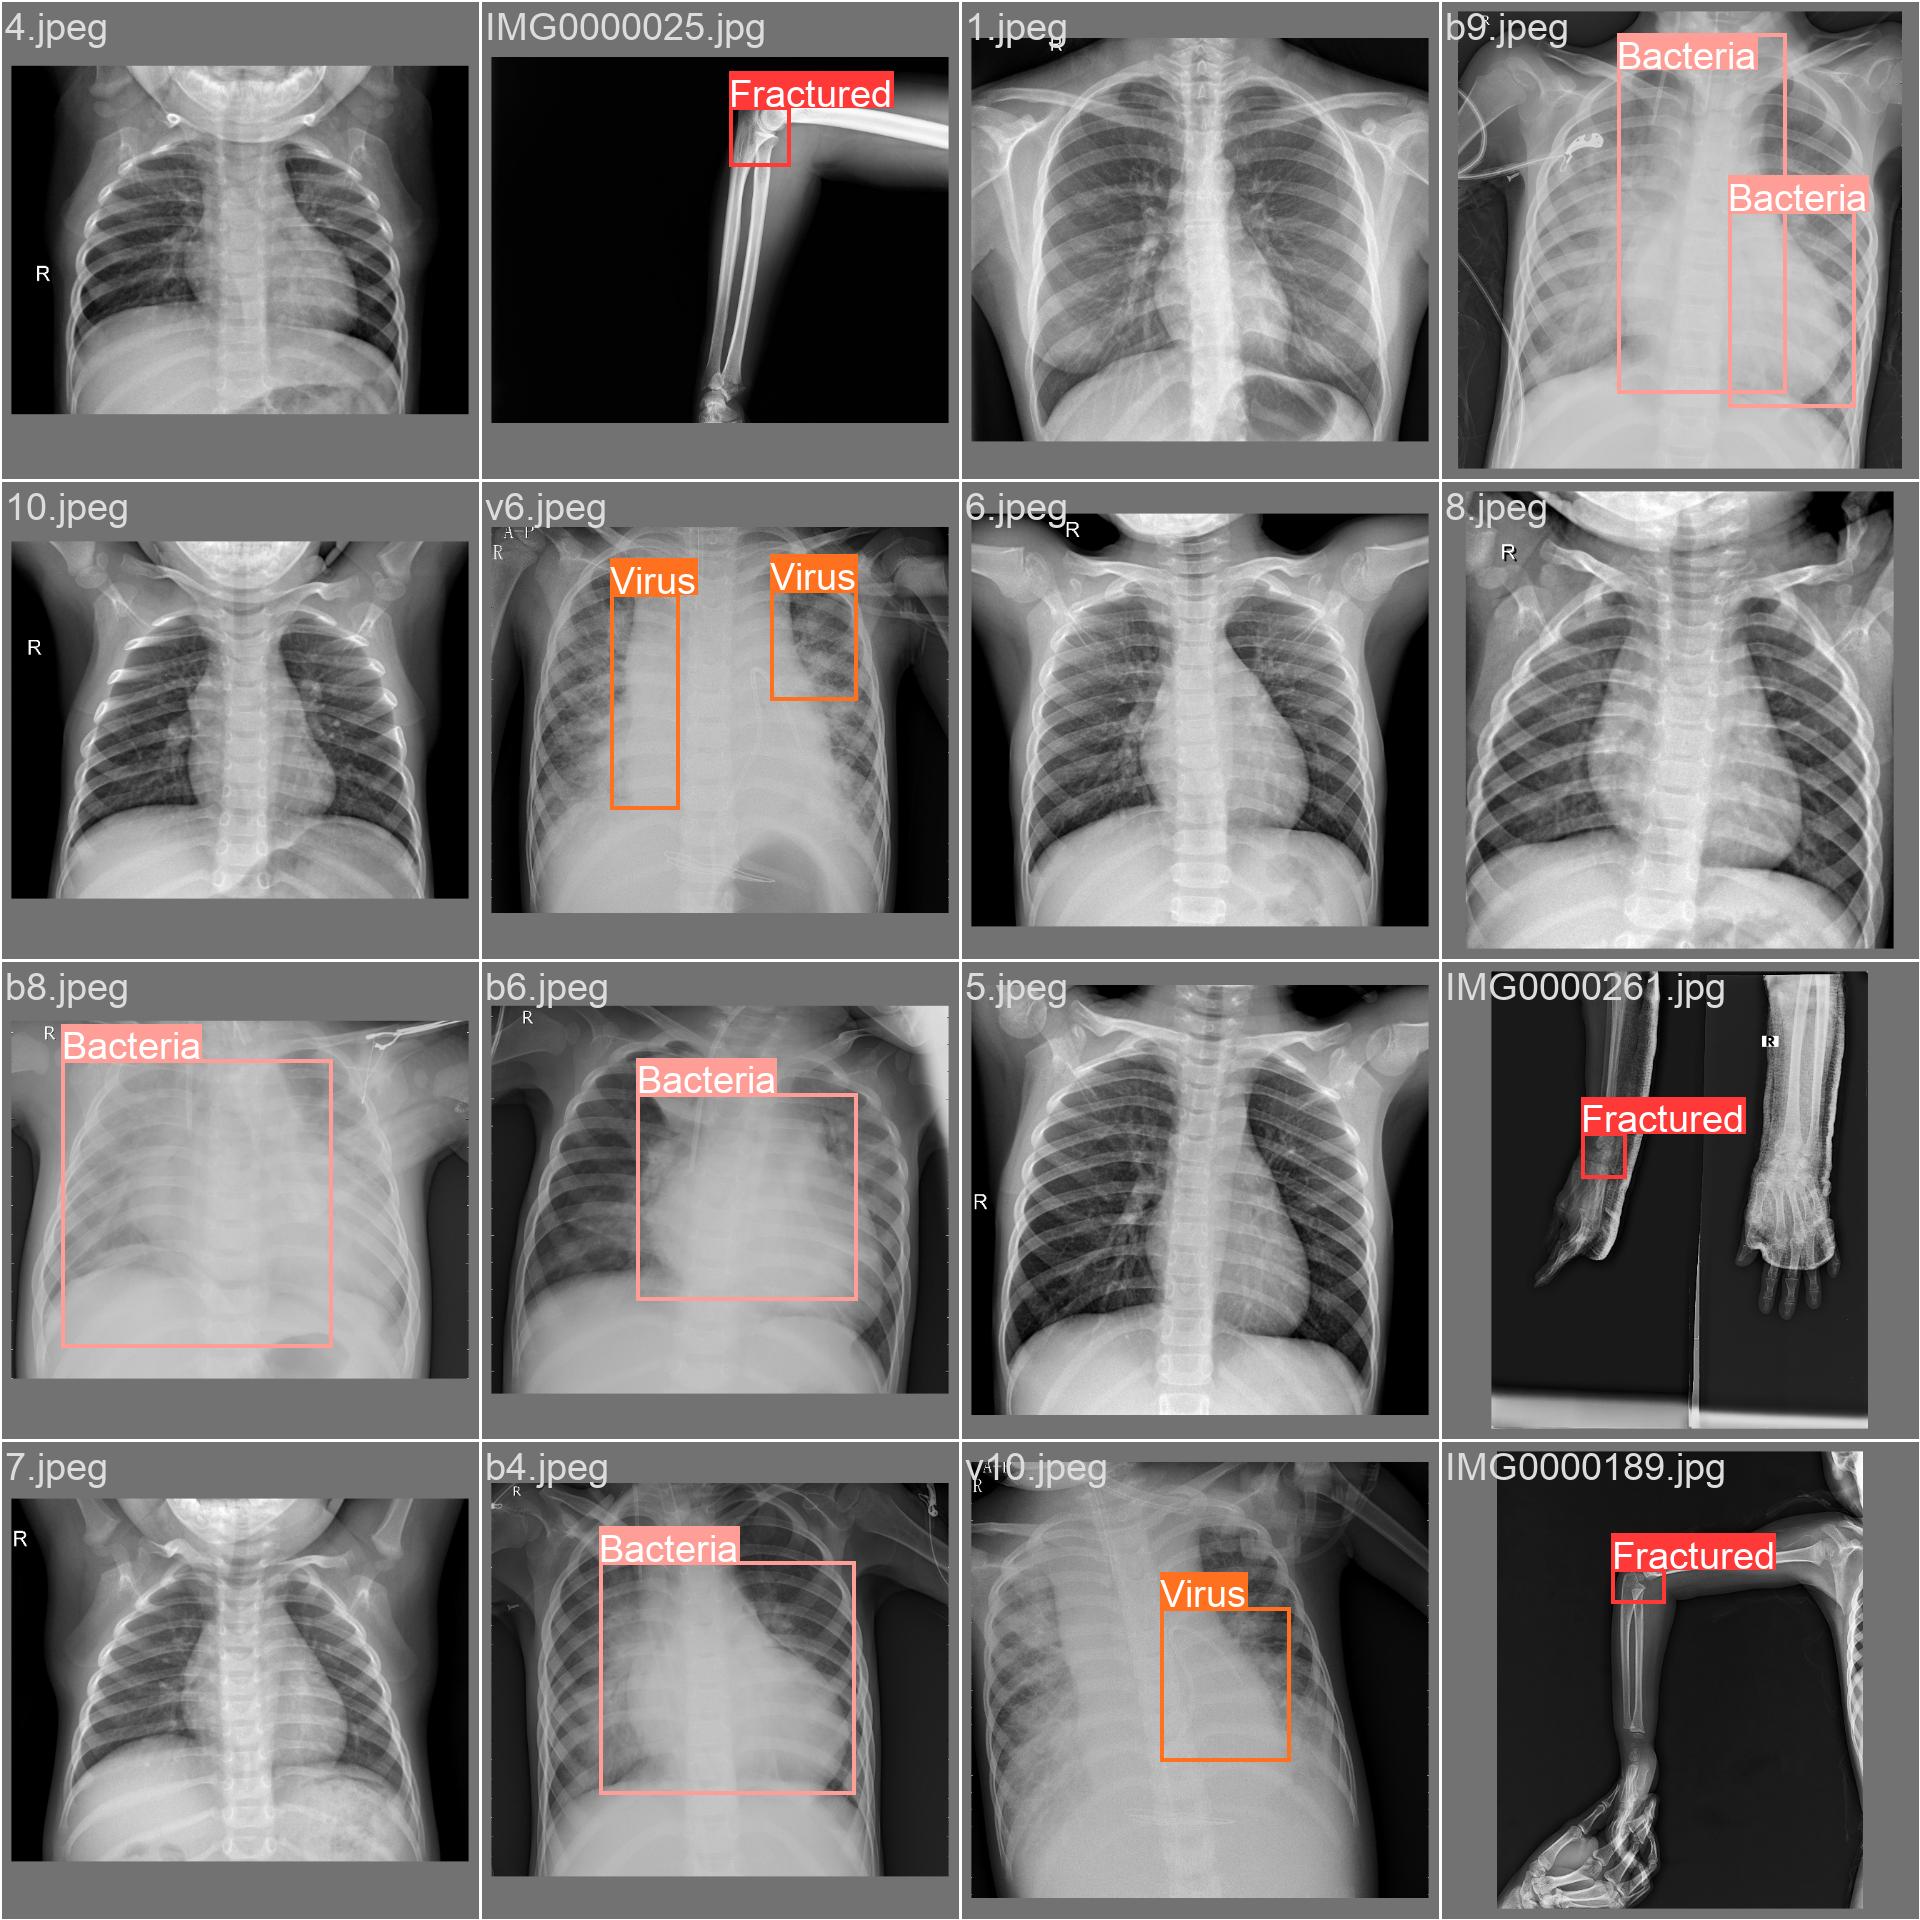 4.jpeg
R
IMG0000025.jpg
Fractured
1.jpeg
R
b9.jpeg
R
Bacteria
Bacteria
10.jpeg
R
v6.jpeg
A-P
R
Virus
Virus
6.jpeg
R
8.jpeg
R
b8.jpeg
R
Bacteria
b6.jpeg
R
Bacteria
5.jpeg
R
IMG0000261.jpg
R
Fractured
7.jpeg
R
b4.jpeg
R
Bacteria
v10.jpeg
A-P
R
Virus
IMG0000189.jpg
Fractured